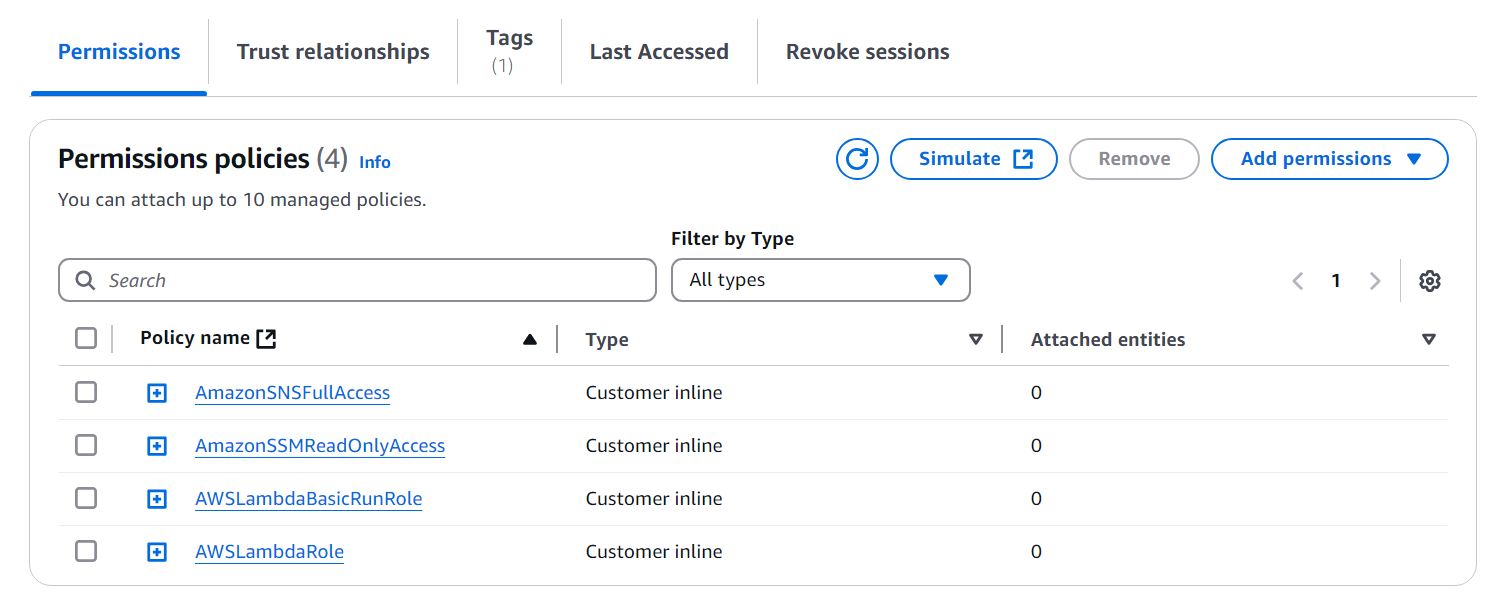 Permissions
Trust relationships
Tags
(1)
Last Accessed
Revoke sessions
Permissions policies (4) Info
Simulate
Remove
Add permissions
You can attach up to 10 managed policies.
Filter by Type
Search
All types
1
Policy name
Type
Attached entities
AmazonSNSFullAccess Customer inline 0
AmazonSSMReadOnlyAccess Customer inline 0
AWSLambdaBasicRunRole Customer inline 0
AWSLambdaRole Customer inline 0